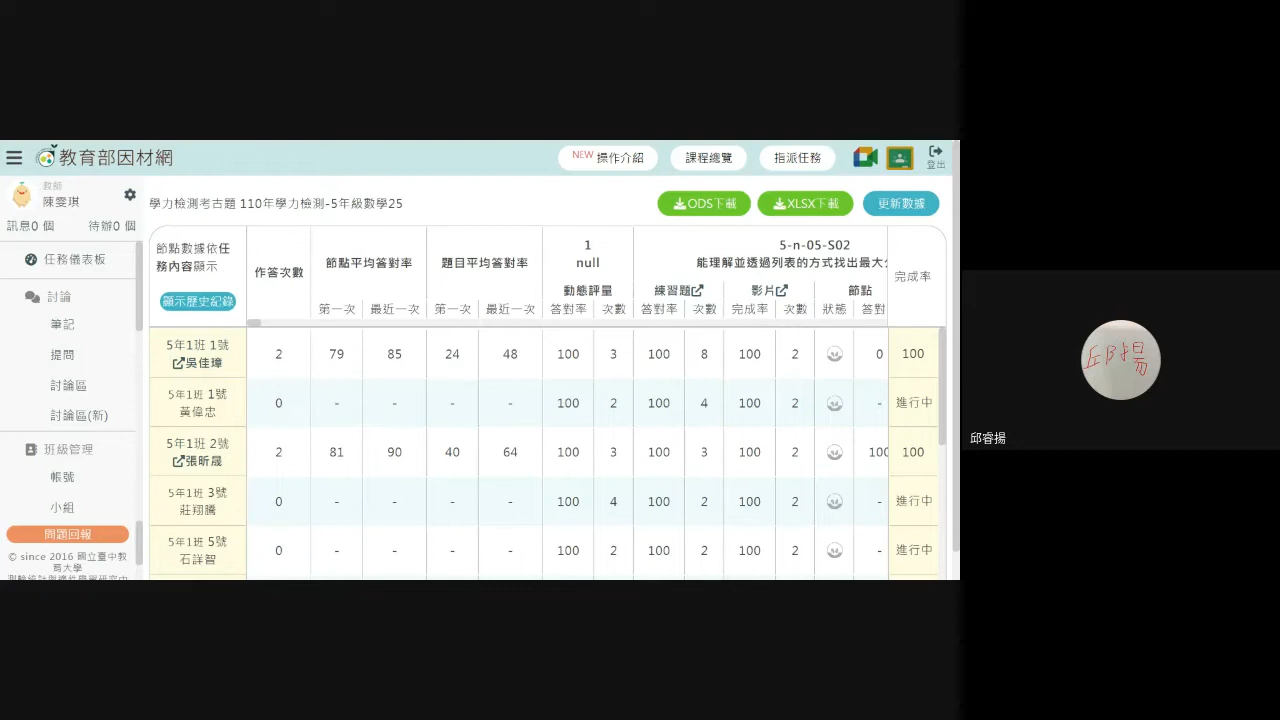 教育部因材網
NEW 操作介紹
課程總覽
指派任務
登出
教師
陳雯琪
訊息0 個
待辦0 個
任務儀表板
討論
筆記
提問
討論區
討論區(新)
班級管理
帳號
小組
問題回報
© since 2016 國立臺中教
育大學
學力檢測考古題 110年學力檢測-5年級數學25
ODS下載
XLSX下載
更新數據
節點數據依任
務內容顯示
顯示歷史紀錄
作答次數
節點平均答對率
題目平均答對率
1
null
5-n-05-S02
能理解並透過列表的方式找出最大
完成率
動態評量
練習題
影片
節點
第一次 最近一次 第一次 最近一次 答對率 次數 答對率 次數 完成率 次數 狀態 答對
5年1班 1號
吳佳璋
2 79 85 24 48 100 3 100 8 100 2 0 100
5年1班 1號
黃偉忠
0 - - - - 100 2 100 4 100 2 - 進行中
5年1班 2號
張昕晟
2 81 90 40 64 100 3 100 3 100 2 100 100
5年1班 3號
莊翔騰
0 - - - - 100 4 100 2 100 2 - 進行中
5年1班 5號
石詳智
0 - - - - 100 2 100 2 100 2 - 進行中
邱揚
邱睿揚